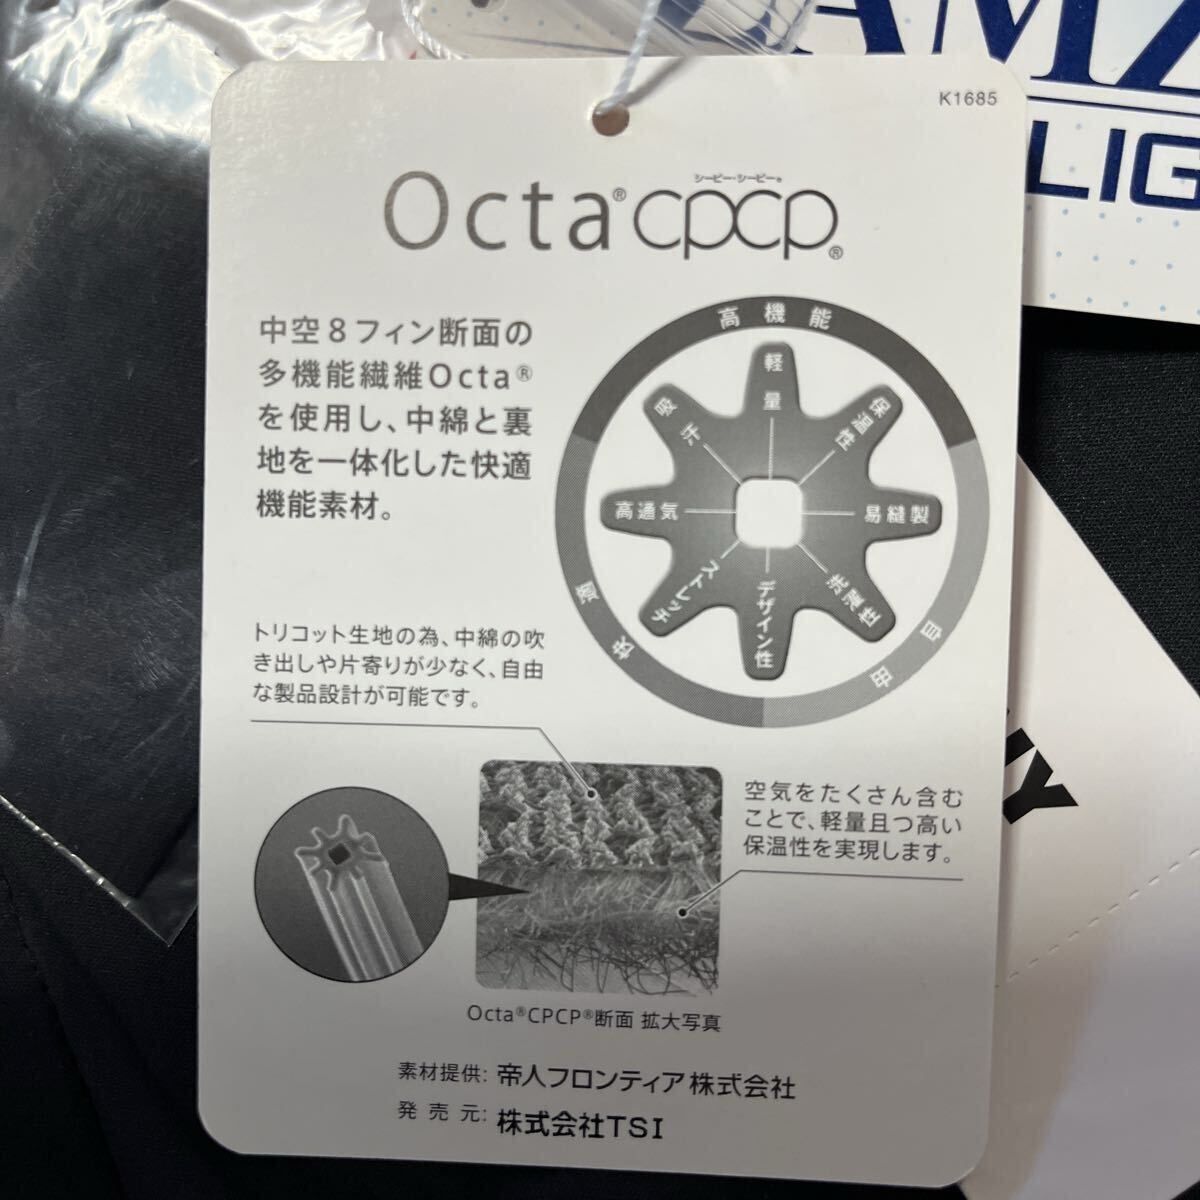 K1685
シーピー・シーピー®
Octa® CPCP®
中空8フィン断面の
多機能繊維Octa®
を使用し、中綿と裏
地を一体化した快適
機能素材。
高機能
軽量
保温性
易縫製
洗濯性
デザイン性
ストレッチ
高通気
吸汗
自由
快適
トリコット生地の為、中綿の吹
き出しや片寄りが少なく、自由
な製品設計が可能です。
空気をたくさん含む
ことで、軽量且つ高い
保温性を実現します。
Octa®CPCP®断面 拡大写真
素材提供: 帝人フロンティア株式会社
発売元: 株式会社TSI
LIG